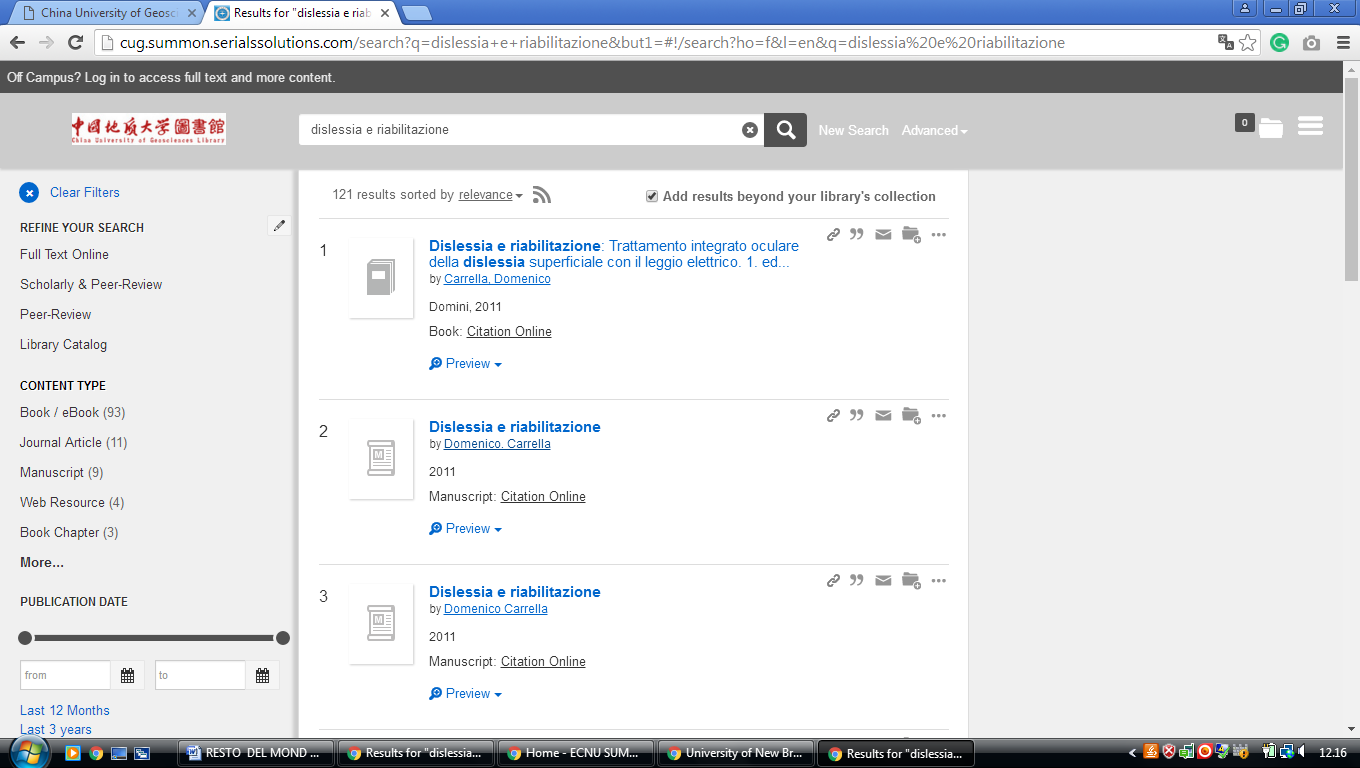 China University of Geosci
Results for "dislessia e riab
cug.summon.serialssolutions.com/search?q=dislessia+e+riabilitazione&but1=#!/search?ho=f&l=en&q=dislessia%20e%20riabilitazione
Off Campus? Log in to access full text and more content.
中国地质大学圖書館
China University of Geosciences Library
dislessia e riabilitazione
New Search
Advanced
0
Clear Filters
REFINE YOUR SEARCH
Full Text Online
Scholarly & Peer-Review
Peer-Review
Library Catalog
CONTENT TYPE
Book / eBook (93)
Journal Article (11)
Manuscript (9)
Web Resource (4)
Book Chapter (3)
More...
PUBLICATION DATE
from
to
Last 12 Months
Last 3 years
121 results sorted by relevance
Add results beyond your library's collection
1
Dislessia e riabilitazione: Trattamento integrato oculare
della dislessia superficiale con il leggio elettrico. 1. ed...
by Carrella, Domenico
Domini, 2011
Book: Citation Online
Preview
2
Dislessia e riabilitazione
by Domenico. Carrella
2011
Manuscript: Citation Online
Preview
3
Dislessia e riabilitazione
by Domenico Carrella
2011
Manuscript: Citation Online
Preview
RESTO DEL MOND ...
Results for "dislessia...
Home - ECNU SUM...
University of New Br...
Results for "dislessia...
12.16